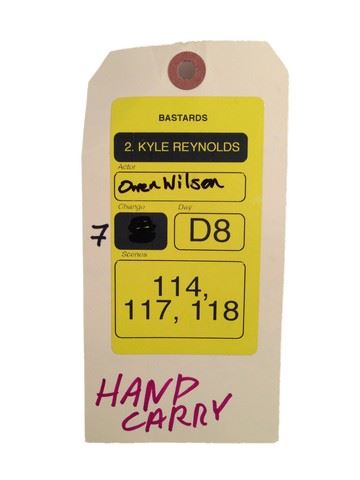 BASTARDS
2. KYLE REYNOLDS
Actor
Owen Wilson
Change
Day
7
D8
Scenes
114,
117, 118
HAND
CARRY